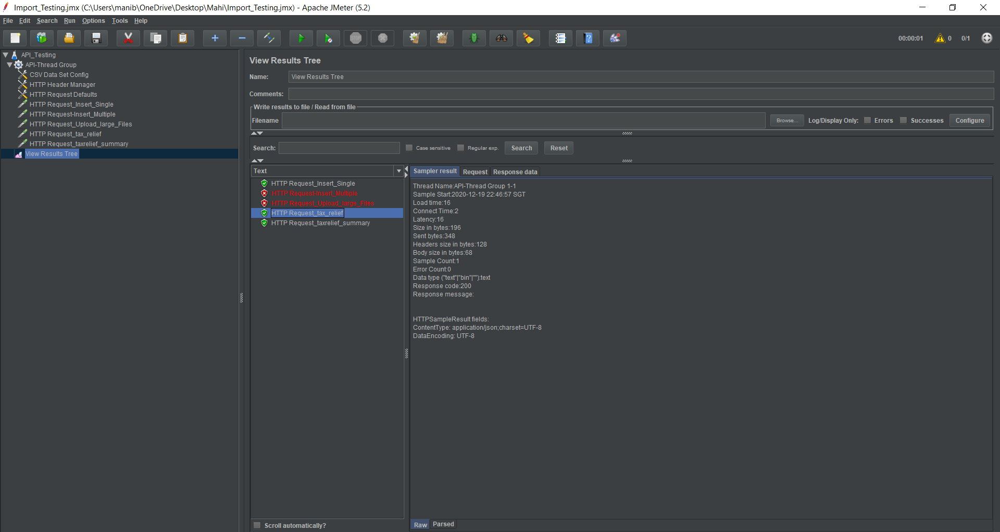 Import_Testing.jmx (C:\Users\manib\OneDrive\Desktop\Mahi\Import_Testing.jmx) - Apache JMeter (5.2)
File Edit Search Run Options Tools Help
STOP
00:00:01 0 0/1
API_Testing
API-Thread Group
CSV Data Set Config
HTTP Header Manager
HTTP Request Defaults
HTTP Request_Insert_Single
HTTP Request-Insert_Multiple
HTTP Request_Upload_large_Files
HTTP Request_tax_relief
HTTP Request_taxrelief_summary
View Results Tree
View Results Tree
Name: View Results Tree
Comments:
Write results to file / Read from file
Filename Browse... Log/Display Only: Errors Successes Configure
Search: Case sensitive Regular exp. Search Reset
Text
HTTP Request_Insert_Single
HTTP Request-Insert_Multiple
HTTP Request_Upload_large_Files
HTTP Request_tax_relief
HTTP Request_taxrelief_summary
Scroll automatically?
Sampler result Request Response data
Thread Name:API-Thread Group 1-1
Sample Start:2020-12-19 22:46:57 SGT
Load time:16
Connect Time:2
Latency:16
Size in bytes:196
Sent bytes:348
Headers size in bytes:128
Body size in bytes:68
Sample Count:1
Error Count:0
Data type ("text"|"bin"|""):text
Response code:200
Response message:
HTTPSampleResult fields:
ContentType: application/json;charset=UTF-8
DataEncoding: UTF-8
Raw Parsed